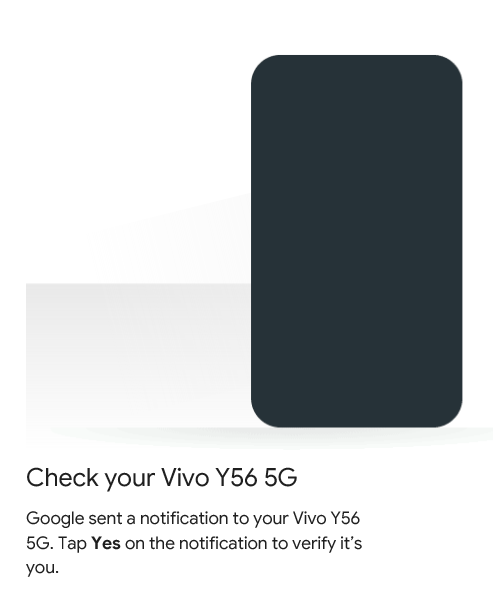 Check your Vivo Y56 5G
Google sent a notification to your Vivo Y56
5G. Tap Yes on the notification to verify it’s
you.